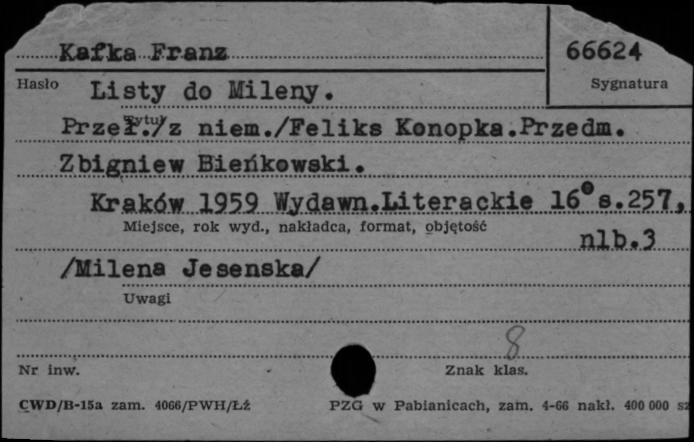 Kafka Franz
66624
Hasło
Sygnatura
Listy do Mileny.
Tytuł
Przeł./z niem./Feliks Konopka.Przedm.
Zbigniew Bieńkowski.
Kraków 1959 Wydawn.Literackie 16° s.257,
Miejsce, rok wyd., nakładca, format, objętość
nlb.3
/Milena Jesenska/
Uwagi
8
Nr inw.
Znak klas.
CWD/B-15a zam. 4066/PWH/Łź
PZG w Pabianicach, zam. 4-66 nakł. 400 000 sz